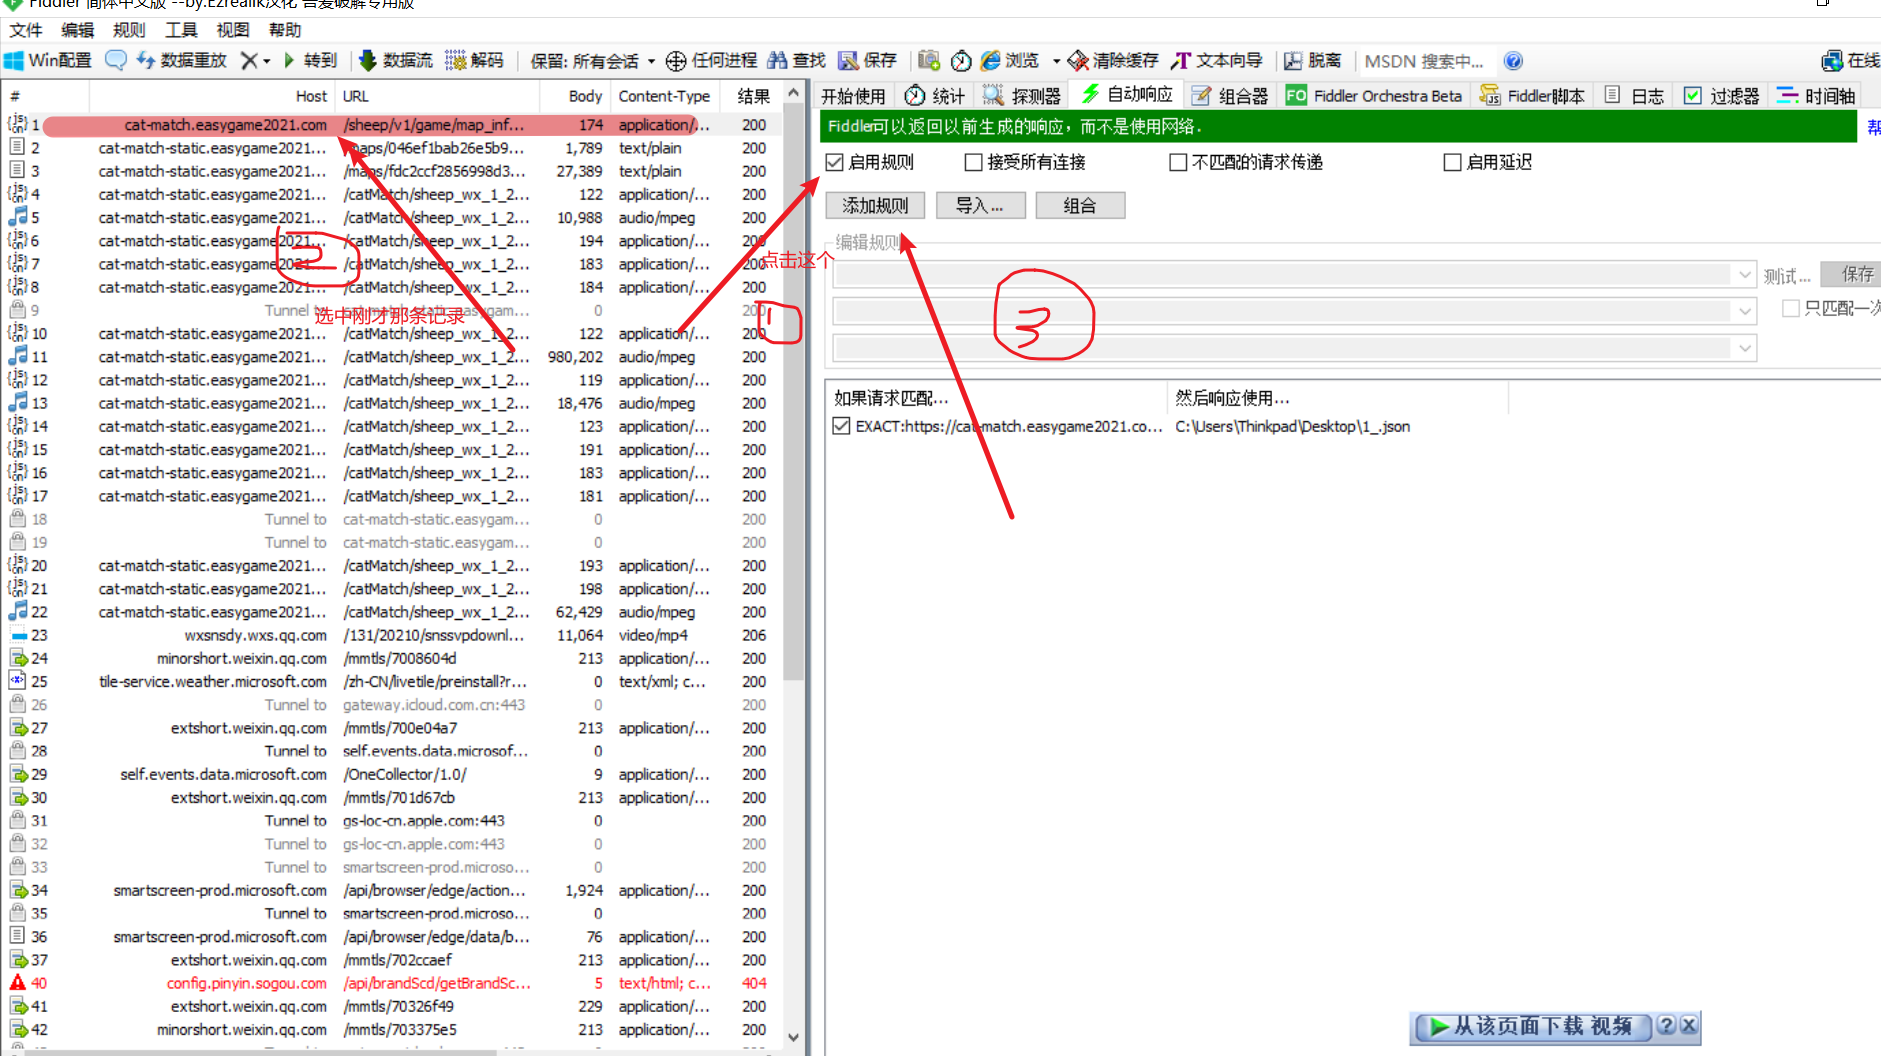 Fiddler 简体中文版 --by.Ezrealik汉化 吾爱破解专用版
文件 编辑 规则 工具 视图 帮助
Win配置 数据重放 转到 数据流 解码 保留: 所有会话 任何进程 查找 保存 浏览 清除缓存 文本向导 脱离 MSDN 搜索中... 在线
# Host URL Body Content-Type 结果
1 cat-match.easygame2021.com /sheep/v1/game/map_inf... 174 application/... 200
2 cat-match-static.easygame2021... /maps/046ef1bab26e5b9... 1,789 text/plain 200
3 cat-match-static.easygame2021... /maps/fdc2ccf2856998d3... 27,389 text/plain 200
4 cat-match-static.easygame2021... /catMatch/sheep_wx_1_2... 122 application/... 200
5 cat-match-static.easygame2021... /catMatch/sheep_wx_1_2... 10,988 audio/mpeg 200
6 cat-match-static.easygame2021... /catMatch/sheep_wx_1_2... 194 application/... 200
7 cat-match-static.easygame2021... /catMatch/sheep_wx_1_2... 183 application/... 200
8 cat-match-static.easygame2021... /catMatch/sheep_wx_1_2... 184 application/... 200
9 Tunnel to cat-match-static.easygam... 0 200
10 cat-match-static.easygame2021... /catMatch/sheep_wx_1_2... 122 application/... 200
11 cat-match-static.easygame2021... /catMatch/sheep_wx_1_2... 980,202 audio/mpeg 200
12 cat-match-static.easygame2021... /catMatch/sheep_wx_1_2... 119 application/... 200
13 cat-match-static.easygame2021... /catMatch/sheep_wx_1_2... 18,476 audio/mpeg 200
14 cat-match-static.easygame2021... /catMatch/sheep_wx_1_2... 123 application/... 200
15 cat-match-static.easygame2021... /catMatch/sheep_wx_1_2... 191 application/... 200
16 cat-match-static.easygame2021... /catMatch/sheep_wx_1_2... 183 application/... 200
17 cat-match-static.easygame2021... /catMatch/sheep_wx_1_2... 181 application/... 200
18 Tunnel to cat-match-static.easygam... 0 200
19 Tunnel to cat-match-static.easygam... 0 200
20 cat-match-static.easygame2021... /catMatch/sheep_wx_1_2... 193 application/... 200
21 cat-match-static.easygame2021... /catMatch/sheep_wx_1_2... 198 application/... 200
22 cat-match-static.easygame2021... /catMatch/sheep_wx_1_2... 62,429 audio/mpeg 200
23 wxsnsdy.wxs.qq.com /131/20210/snssvpdownl... 11,064 video/mp4 206
24 minorshort.weixin.qq.com /mmtls/7008604d 213 application/... 200
25 tile-service.weather.microsoft.com /zh-CN/livetile/preinstall?r... 0 text/xml; c... 200
26 Tunnel to gateway.icloud.com.cn:443 0 200
27 extshort.weixin.qq.com /mmtls/700e04a7 213 application/... 200
28 Tunnel to self.events.data.microsof... 0 200
29 self.events.data.microsoft.com /OneCollector/1.0/ 9 application/... 200
30 extshort.weixin.qq.com /mmtls/701d67cb 213 application/... 200
31 Tunnel to gs-loc-cn.apple.com:443 0 200
32 Tunnel to gs-loc-cn.apple.com:443 0 200
33 Tunnel to smartscreen-prod.microso... 0 200
34 smartscreen-prod.microsoft.com /api/browser/edge/action... 1,924 application/... 200
35 Tunnel to smartscreen-prod.microso... 0 200
36 smartscreen-prod.microsoft.com /api/browser/edge/data/b... 76 application/... 200
37 extshort.weixin.qq.com /mmtls/702ccaef 213 application/... 200
40 config.pinyin.sogou.com /api/brandScd/getBrandSc... 5 text/html; c... 404
41 extshort.weixin.qq.com /mmtls/70326f49 229 application/... 200
42 minorshort.weixin.qq.com /mmtls/703375e5 213 application/... 200
2
选中刚才那条记录
点击这个
1
3
开始使用 统计 探测器 自动响应 组合器 FO Fiddler Orchestra Beta Fiddler脚本 日志 过滤器 时间轴
Fiddler可以返回以前生成的响应，而不是使用网络.
帮
启用规则 接受所有连接 不匹配的请求传递 启用延迟
添加规则 导入... 组合
编辑规则
测试... 保存
只匹配一次
如果请求匹配... 然后响应使用...
EXACT:https://cat-match.easygame2021.co... C:\Users\Thinkpad\Desktop\1_.json
从该页面下载 视频 ?